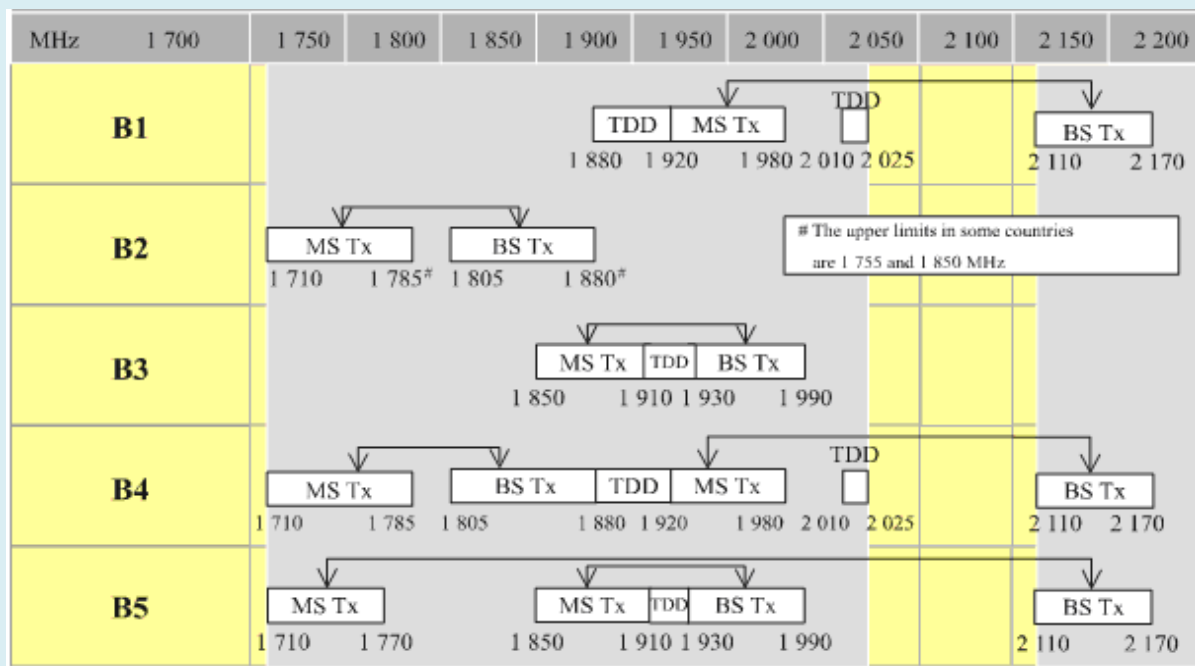 MHz 1 700 1 750 1 800 1 850 1 900 1 950 2 000 2 050 2 100 2 150 2 200
TDD
B1 TDD MS Tx BS Tx
1 880 1 920 1 980 2 010 2 025 2 110 2 170
# The upper limits in some countries
are 1 755 and 1 850 MHz
B2 MS Tx BS Tx
1 710 1 785# 1 805 1 880#
B3 MS Tx TDD BS Tx
1 850 1 910 1 930 1 990
TDD
B4 MS Tx BS Tx TDD MS Tx BS Tx
1 710 1 785 1 805 1 880 1 920 1 980 2 010 2 025 2 110 2 170
B5 MS Tx MS Tx TDD BS Tx BS Tx
1 710 1 770 1 850 1 910 1 930 1 990 2 110 2 170